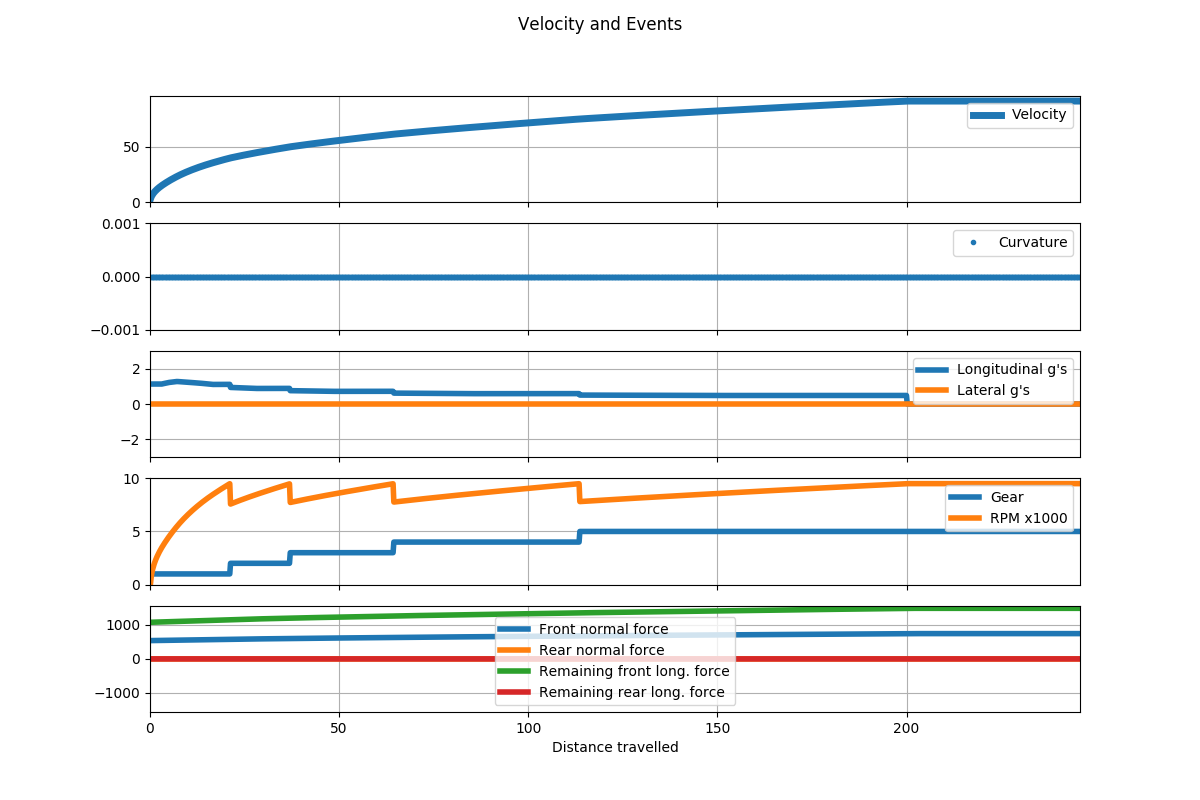 Velocity and Events
50
0
Velocity
0.001
0.000
−0.001
Curvature
2
0
−2
Longitudinal g's
Lateral g's
10
5
0
Gear
RPM x1000
1000
0
−1000
Front normal force
Rear normal force
Remaining front long. force
Remaining rear long. force
0 50 100 150 200
Distance travelled